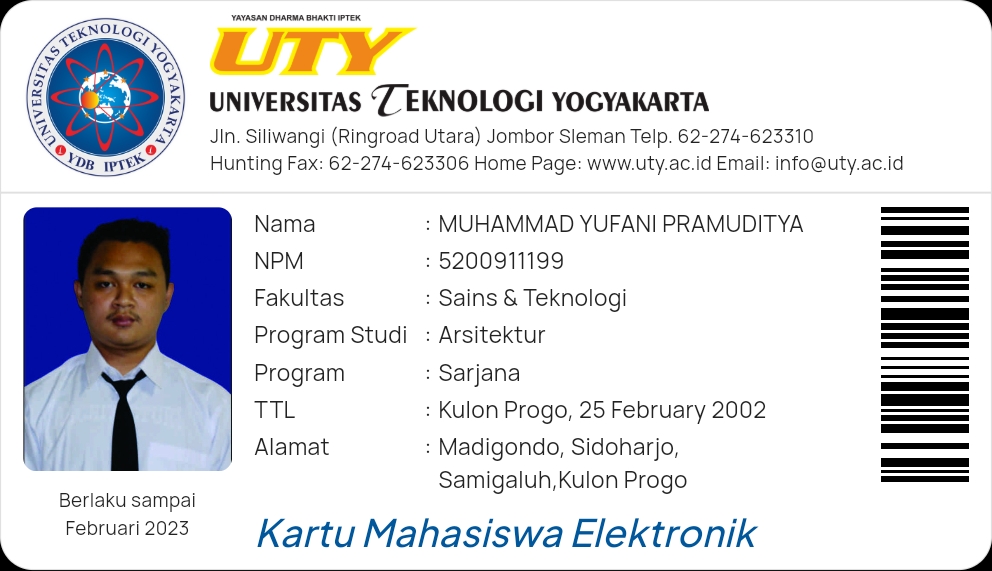 YAYASAN DHARMA BHAKTI IPTEK
UTY
UNIVERSITAS TEKNOLOGI YOGYAKARTA
Jln. Siliwangi (Ringroad Utara) Jombor Sleman Telp. 62-274-623310
Hunting Fax: 62-274-623306 Home Page: www.uty.ac.id Email: info@uty.ac.id
UNIVERSITAS TEKNOLOGI YOGYAKARTA
YDB IPTEK
Nama : MUHAMMAD YUFANI PRAMUDITYA
NPM : 5200911199
Fakultas : Sains & Teknologi
Program Studi : Arsitektur
Program : Sarjana
TTL : Kulon Progo, 25 February 2002
Alamat : Madigondo, Sidoharjo,
Samigaluh,Kulon Progo
Berlaku sampai
Februari 2023
Kartu Mahasiswa Elektronik